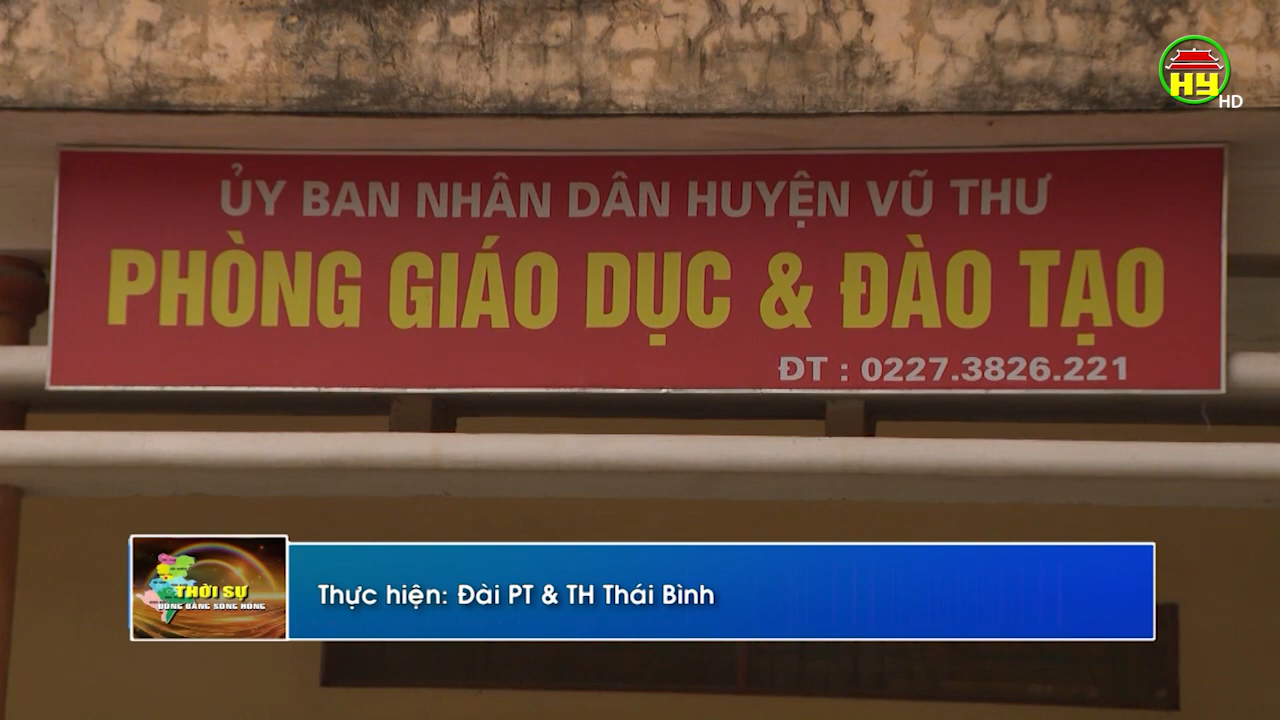 HY
HD
ỦY BAN NHÂN DÂN HUYỆN VŨ THƯ
PHÒNG GIÁO DỤC & ĐÀO TẠO
ĐT : 0227.3826.221
THỜI SỰ
ĐỒNG BẰNG SÔNG HỒNG
Thực hiện: Đài PT & TH Thái Bình